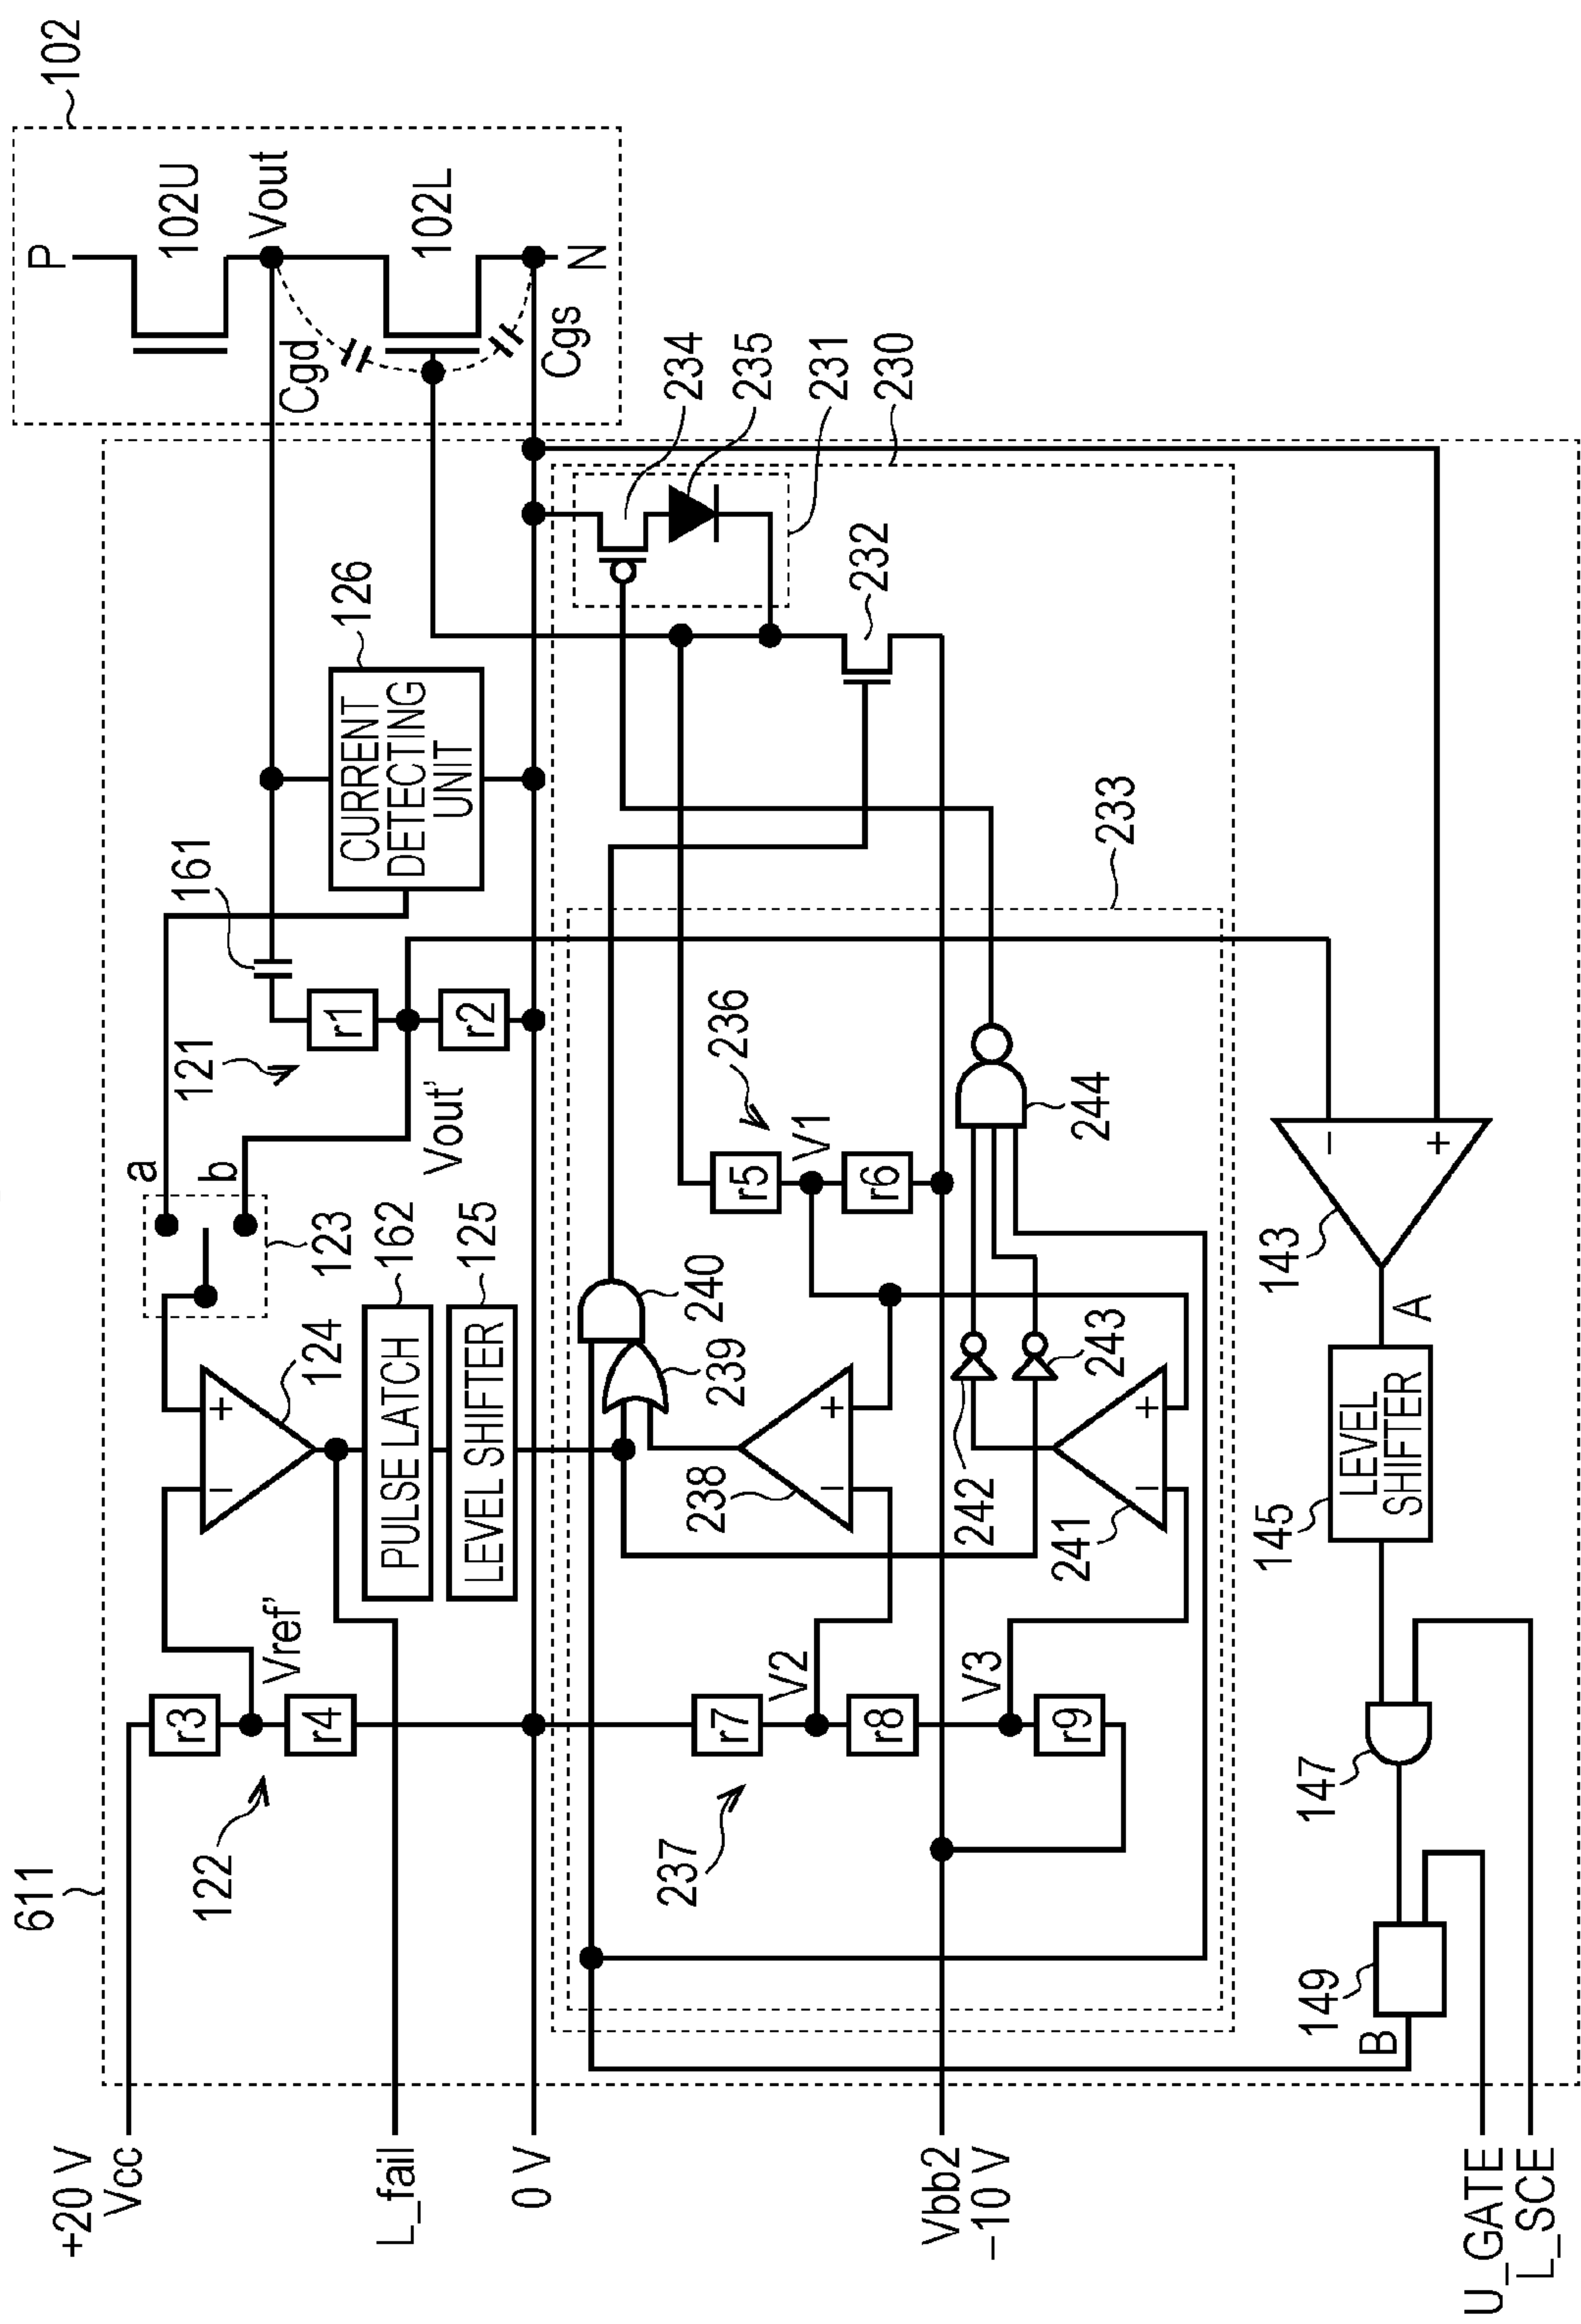 611
+20 V
Vcc
L_fail
0 V
Vbb2
−10 V
U_GATE
L_SCE
122
r3
Vref'
r4
+
−
124
123
a
b
PULSE LATCH
162
LEVEL SHIFTER
125
121
r1
Vout'
r2
161
CURRENT
DETECTING
UNIT
126
102
P
102U
Vout
102L
N
Cgd
Cgs
237
r7
V2
r8
V3
r9
+
−
238
239
240
+
−
241
242
243
244
236
r5
V1
r6
233
232
234
235
231
230
149
B
147
LEVEL
SHIFTER
145
A
−
+
143